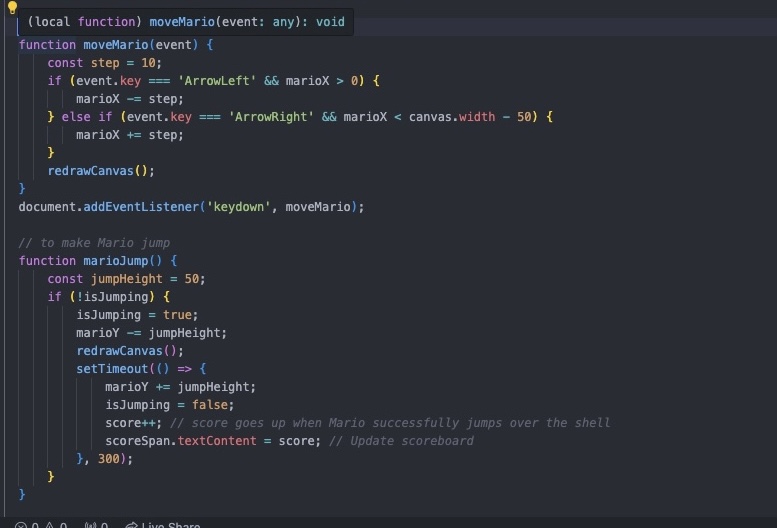 (local function) moveMario(event: any): void
function moveMario(event) {
    const step = 10;
    if (event.key === 'ArrowLeft' && marioX > 0) {
        marioX -= step;
    } else if (event.key === 'ArrowRight' && marioX < canvas.width - 50) {
        marioX += step;
    }
    redrawCanvas();
}
document.addEventListener('keydown', moveMario);

// to make Mario jump
function marioJump() {
    const jumpHeight = 50;
    if (!isJumping) {
        isJumping = true;
        marioY -= jumpHeight;
        redrawCanvas();
        setTimeout(() => {
            marioY += jumpHeight;
            isJumping = false;
            score++; // score goes up when Mario successfully jumps over the shell
            scoreSpan.textContent = score; // Update scoreboard
        }, 300);
    }
}
0 0 0 Live Share